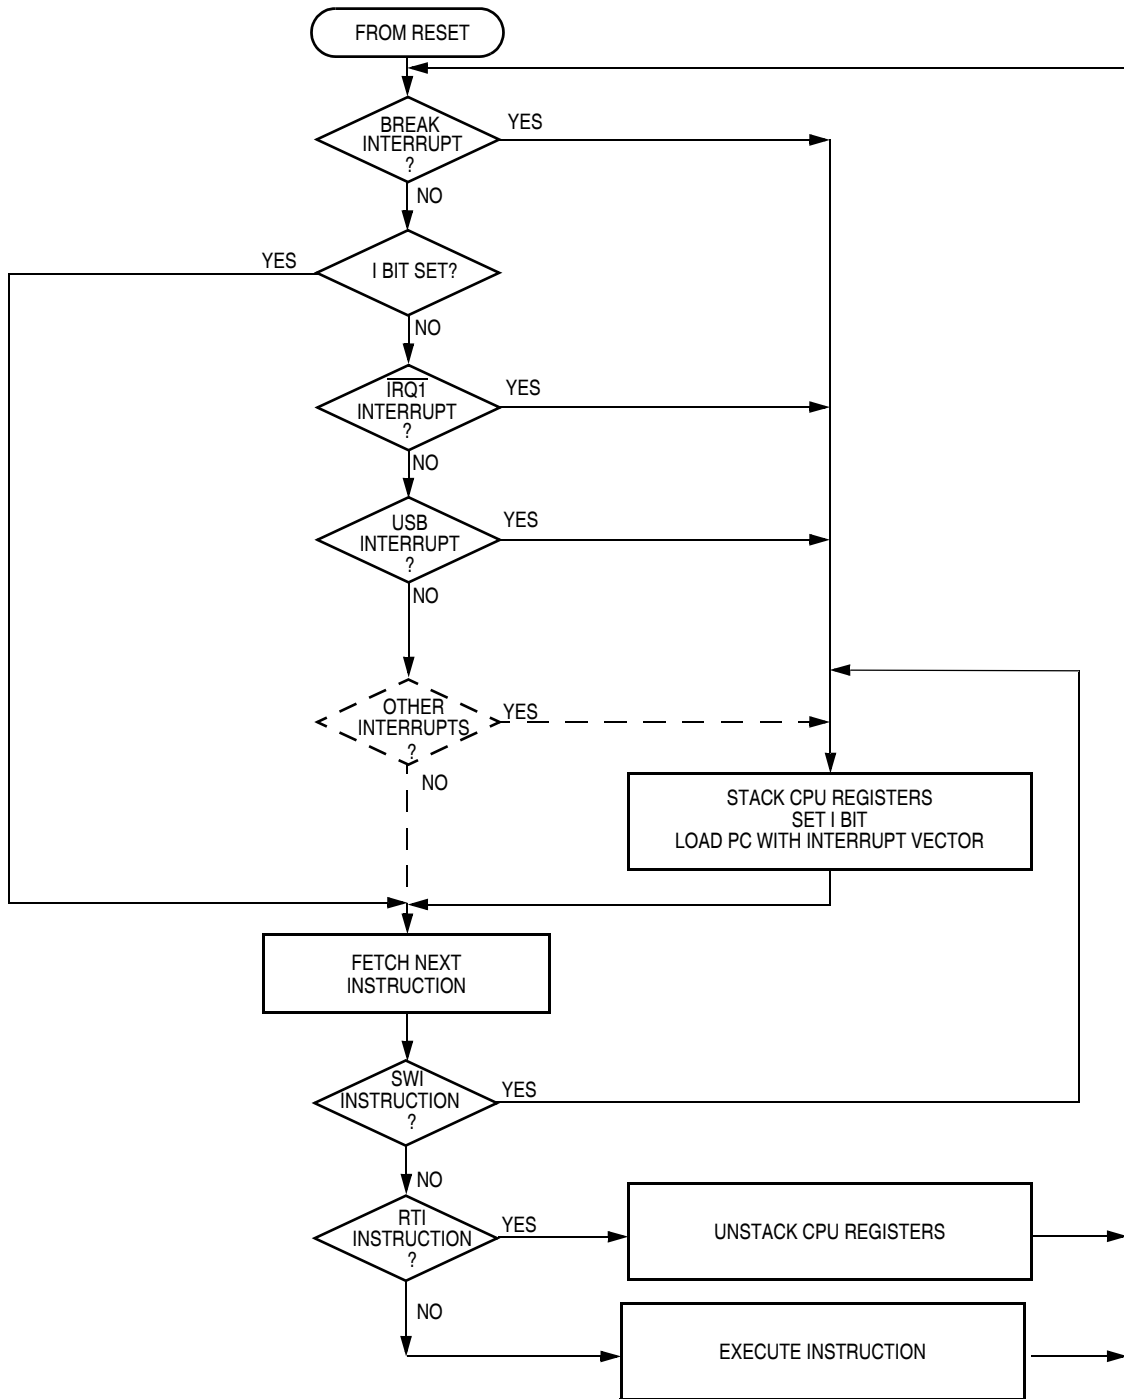 FROM RESET
BREAK
INTERRUPT
?
YES
NO
I BIT SET?
YES
NO
IRQ1
INTERRUPT
?
YES
NO
USB
INTERRUPT
?
YES
NO
OTHER
INTERRUPTS
?
YES
NO
STACK CPU REGISTERS
SET I BIT
LOAD PC WITH INTERRUPT VECTOR
FETCH NEXT
INSTRUCTION
SWI
INSTRUCTION
?
YES
NO
RTI
INSTRUCTION
?
YES
UNSTACK CPU REGISTERS
NO
EXECUTE INSTRUCTION